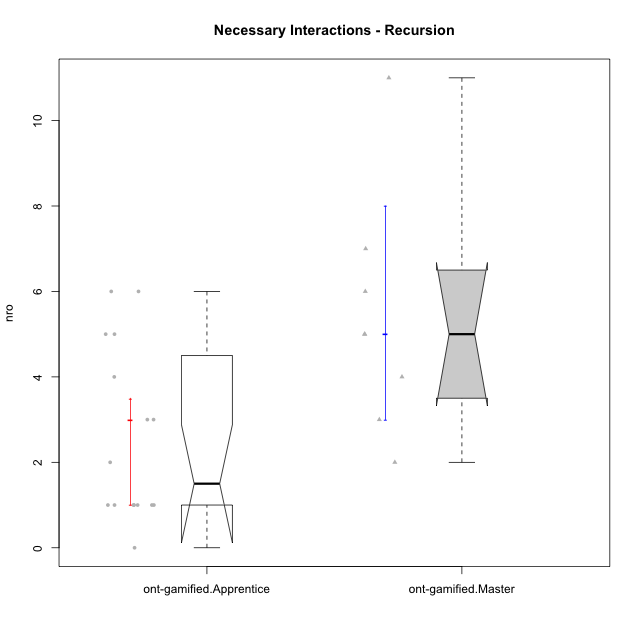 Necessary Interactions - Recursion
nro
10
8
6
4
2
0
ont-gamified.Apprentice ont-gamified.Master